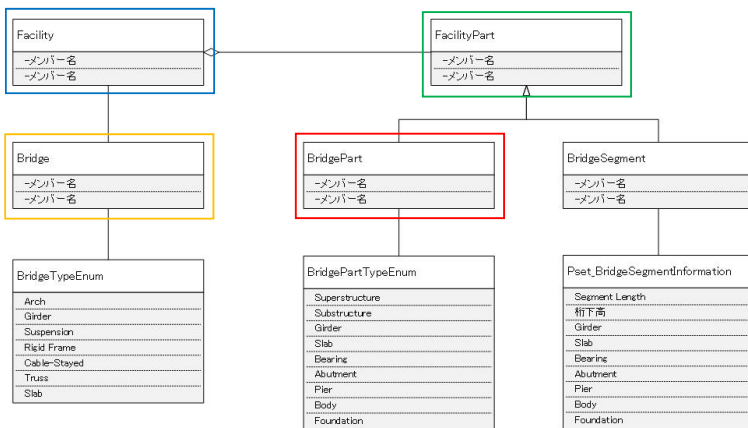 Facility
-メンバー名
-メンバー名
FacilityPart
-メンバー名
-メンバー名
Bridge
-メンバー名
-メンバー名
BridgePart
-メンバー名
-メンバー名
BridgeSegment
-メンバー名
-メンバー名
BridgeTypeEnum
Arch
Girder
Suspension
Rigid Frame
Cable-Stayed
Truss
Slab
BridgePartTypeEnum
Superstructure
Substructure
Girder
Slab
Bearing
Abutment
Pier
Body
Foundation
Pset_BridgeSegmentInformation
Segment Length
桁下高
Girder
Slab
Bearing
Abutment
Pier
Body
Foundation